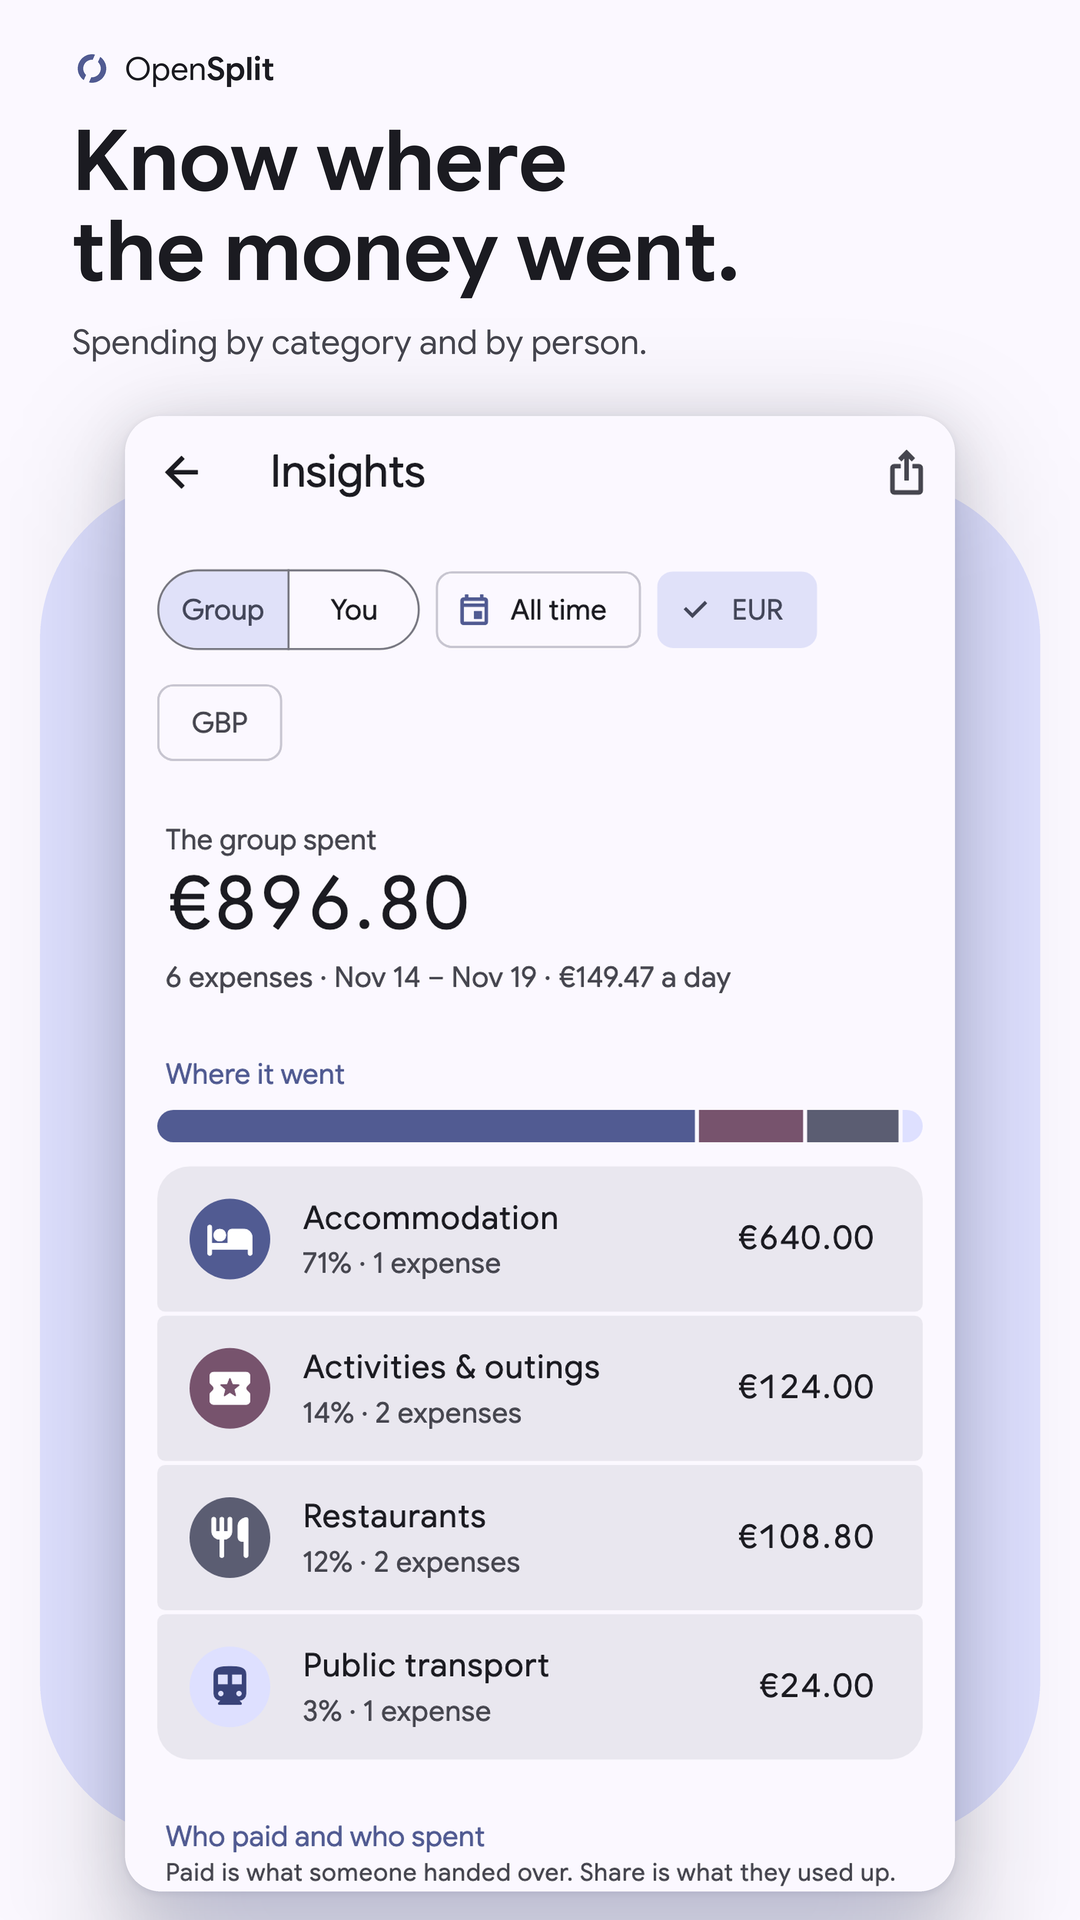 OpenSplit
Know where
the money went.
Spending by category and by person.
Insights
Group
You
All time
EUR
GBP
The group spent
€896.80
6 expenses · Nov 14 – Nov 19 · €149.47 a day
Where it went
Accommodation
71% · 1 expense
€640.00
Activities & outings
14% · 2 expenses
€124.00
Restaurants
12% · 2 expenses
€108.80
Public transport
3% · 1 expense
€24.00
Who paid and who spent
Paid is what someone handed over. Share is what they used up.